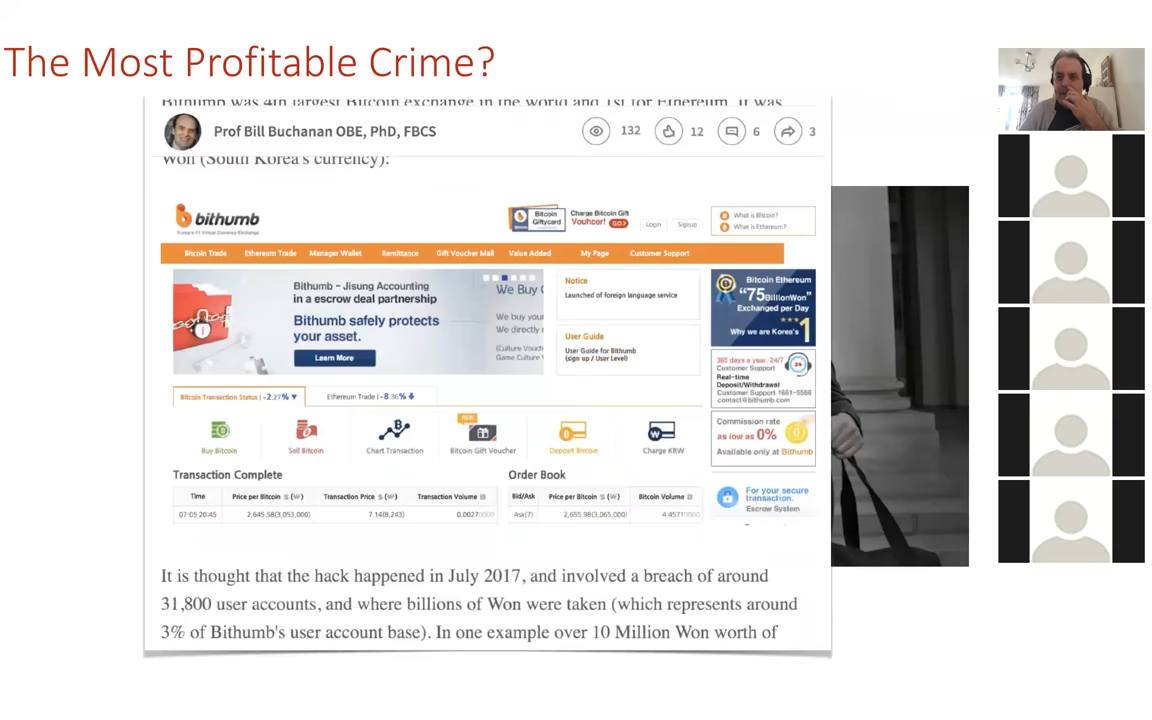 The Most Profitable Crime?
Bithumb was 4th largest Bitcoin exchange in the world and 1st for Ethereum. It was
Prof Bill Buchanan OBE, PhD, FBCS 132 12 6 3
Won (South Korea's currency):
bithumb
Bitcoin Giftycard
Charge Bitcoin Gift
Voucher! GO
Login Signup
What is Bitcoin?
What is Ethereum?
Bitcoin Trade Ethereum Trade Manager Wallet Remittance Gift Voucher Mall Value Added My Page Customer Support
Bithumb – Jisung Accounting
in a escrow deal partnership
Bithumb safely protects
your asset.
Learn More
We Buy
We buy your
We directly
(Culture Vouch
Game Culture
Notice
Launched of foreign language service
User Guide
User Guide for Bithumb
(sign up / User Level)
Bitcoin Ethereum
"75BillionWon"
Exchanged per Day
Why we are Korea's 1
365 days a year, 24/7
Customer Support
Real-time
Deposit/Withdrawal
Customer Support 1661-5566
contact@bithumb.com
Commission rate
as low as 0%
Available only at Bithumb
For your secure
transaction.
Escrow System
Bitcoin Transaction Status | -2.27% ▼ Ethereum Trade | -8.36%
NEW
Buy Bitcoin Sell Bitcoin Chart Transaction Bitcoin Gift Voucher Deposit Bitcoin Charge KRW
Transaction Complete
Time Price per Bitcoin $ (₩) Transaction Price $ (₩) Transaction Volume
07-05 20:45 2,645.58(3,053,000) 7.14(8,243) 0.00270000
Order Book
Bid/Ask Price per Bitcoin $ (₩) Bitcoin Volume
Ask(7) 2,655.98(3,065,000) 4.4571
It is thought that the hack happened in July 2017, and involved a breach of around
31,800 user accounts, and where billions of Won were taken (which represents around
3% of Bithumb's user account base). In one example over 10 Million Won worth of